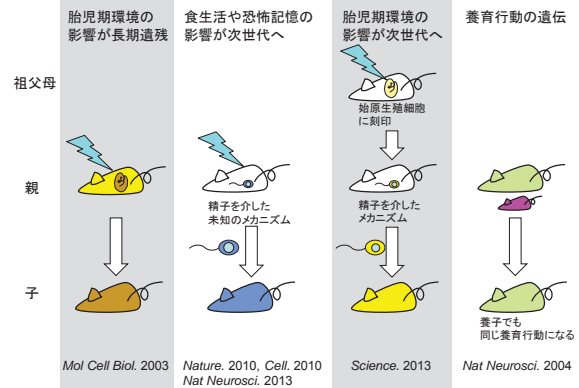 胎児期環境の
影響が長期遺残
食生活や恐怖記憶の
影響が次世代へ
胎児期環境の
影響が次世代へ
養育行動の遺伝
祖父母
始原生殖細胞
に刻印
親
精子を介した
未知のメカニズム
精子を介した
メカニズム
子
養子でも
同じ養育行動になる
Mol Cell Biol. 2003
Nature. 2010, Cell. 2010
Nat Neurosci. 2013
Science. 2013
Nat Neurosci. 2004